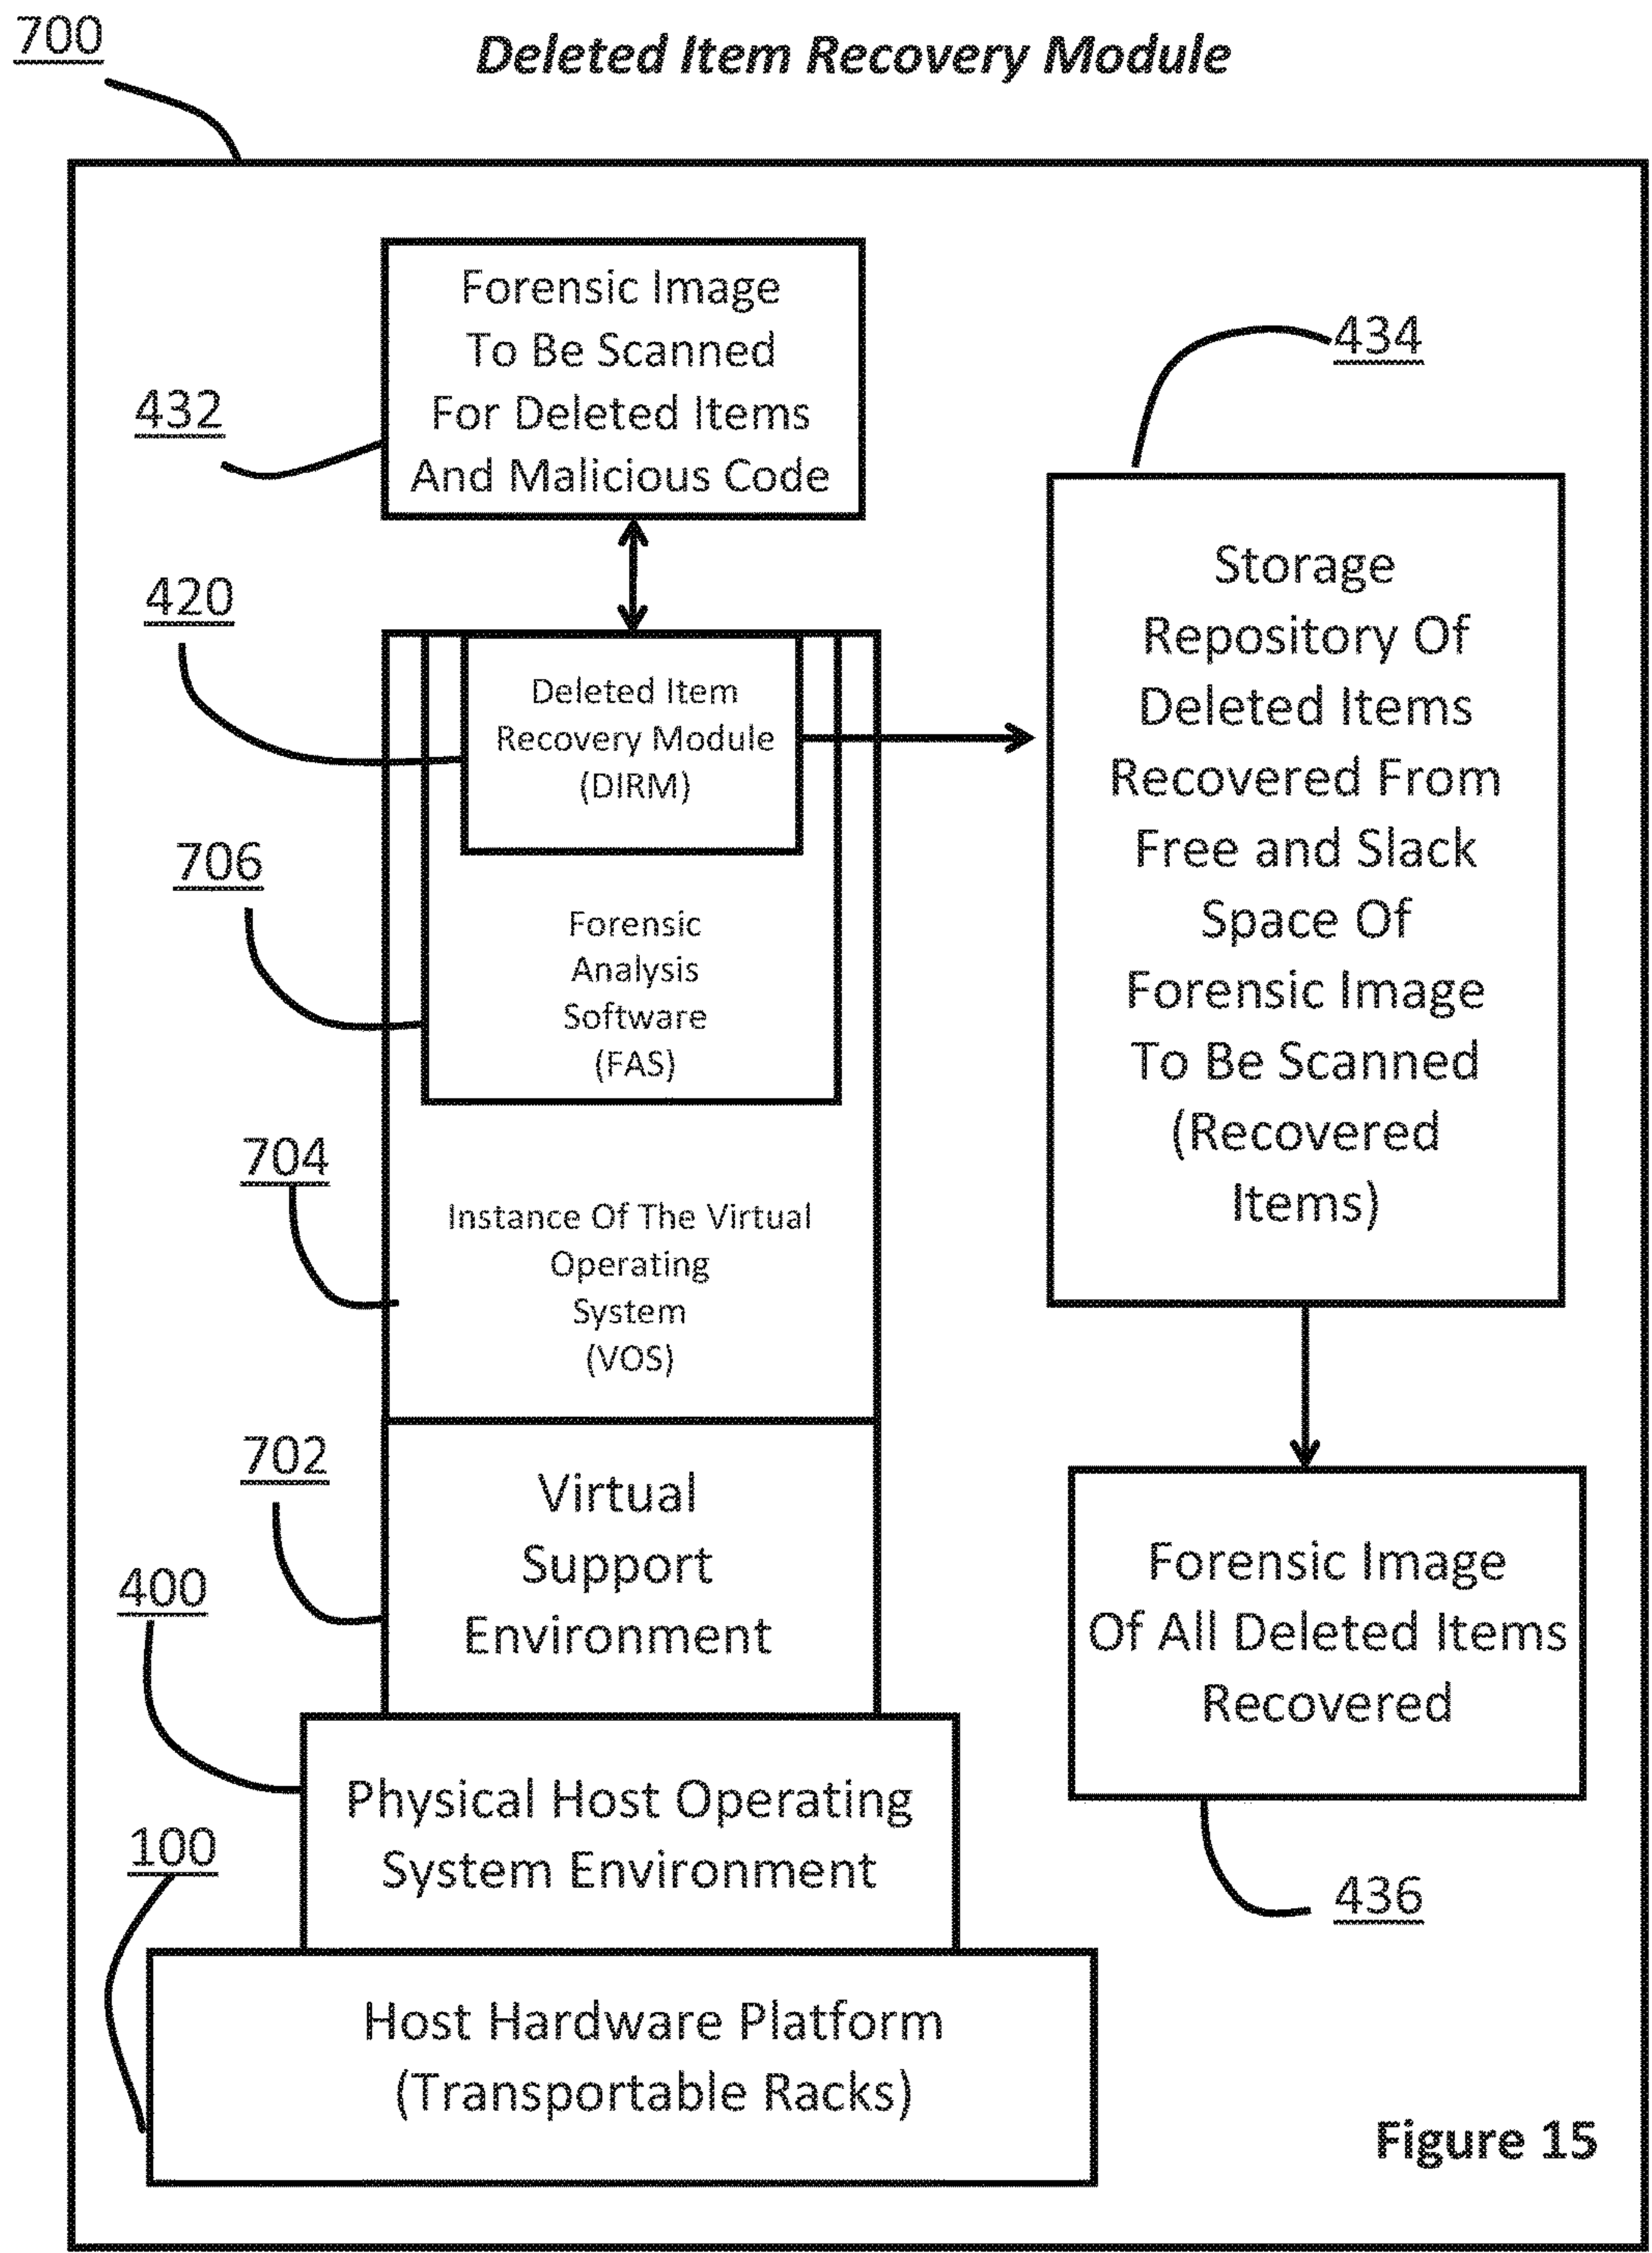 700
Deleted Item Recovery Module
Forensic Image
To Be Scanned
For Deleted Items
And Malicious Code
432
434
Storage
Repository Of
Deleted Items
Recovered From
Free and Slack
Space Of
Forensic Image
To Be Scanned
(Recovered
Items)
420
Deleted Item
Recovery Module
(DIRM)
706
Forensic
Analysis
Software
(FAS)
704
Instance Of The Virtual
Operating
System
(VOS)
702
Virtual
Support
Environment
Forensic Image
Of All Deleted Items
Recovered
436
400
Physical Host Operating
System Environment
100
Host Hardware Platform
(Transportable Racks)
Figure 15